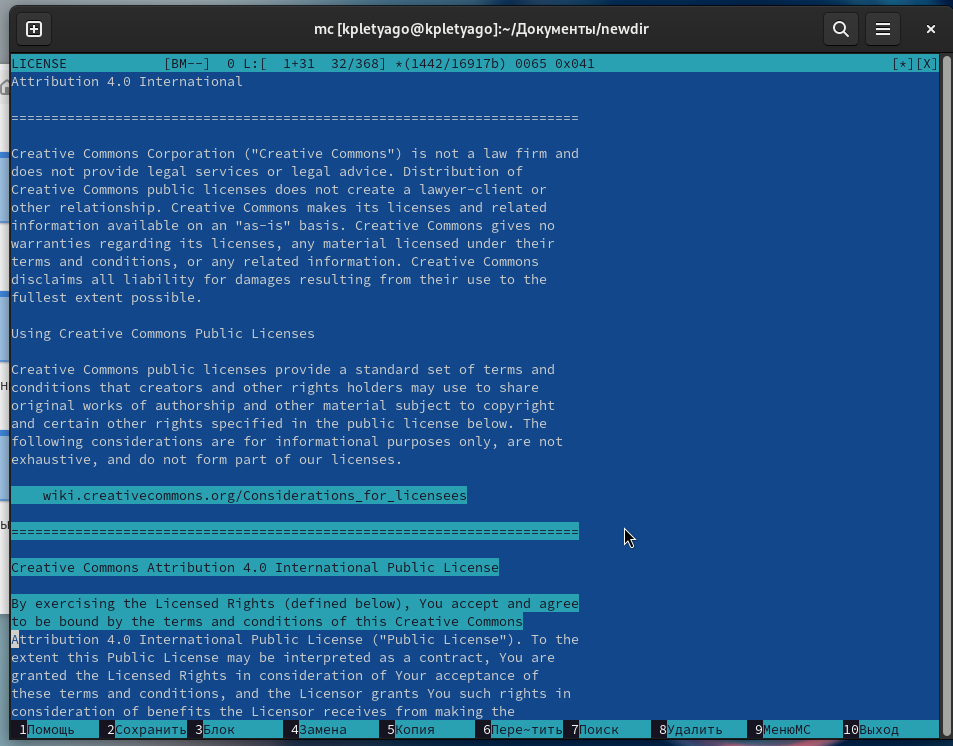 mc [kpletyago@kpletyago]:~/Документы/newdir
LICENSE [BM--] 0 L:[ 1+31 32/368] *(1442/16917b) 0065 0x041 [*][X]
Attribution 4.0 International
=======================================================================
Creative Commons Corporation ("Creative Commons") is not a law firm and
does not provide legal services or legal advice. Distribution of
Creative Commons public licenses does not create a lawyer-client or
other relationship. Creative Commons makes its licenses and related
information available on an "as-is" basis. Creative Commons gives no
warranties regarding its licenses, any material licensed under their
terms and conditions, or any related information. Creative Commons
disclaims all liability for damages resulting from their use to the
fullest extent possible.
Using Creative Commons Public Licenses
Creative Commons public licenses provide a standard set of terms and
conditions that creators and other rights holders may use to share
original works of authorship and other material subject to copyright
and certain other rights specified in the public license below. The
following considerations are for informational purposes only, are not
exhaustive, and do not form part of our licenses.
wiki.creativecommons.org/Considerations_for_licensees
=======================================================================
Creative Commons Attribution 4.0 International Public License
By exercising the Licensed Rights (defined below), You accept and agree
to be bound by the terms and conditions of this Creative Commons
Attribution 4.0 International Public License ("Public License"). To the
extent this Public License may be interpreted as a contract, You are
granted the Licensed Rights in consideration of Your acceptance of
these terms and conditions, and the Licensor grants You such rights in
consideration of benefits the Licensor receives from making the
1Помощь 2Сохранить 3Блок 4Замена 5Копия 6Пере~тить 7Поиск 8Удалить 9МенюMC 10Выход